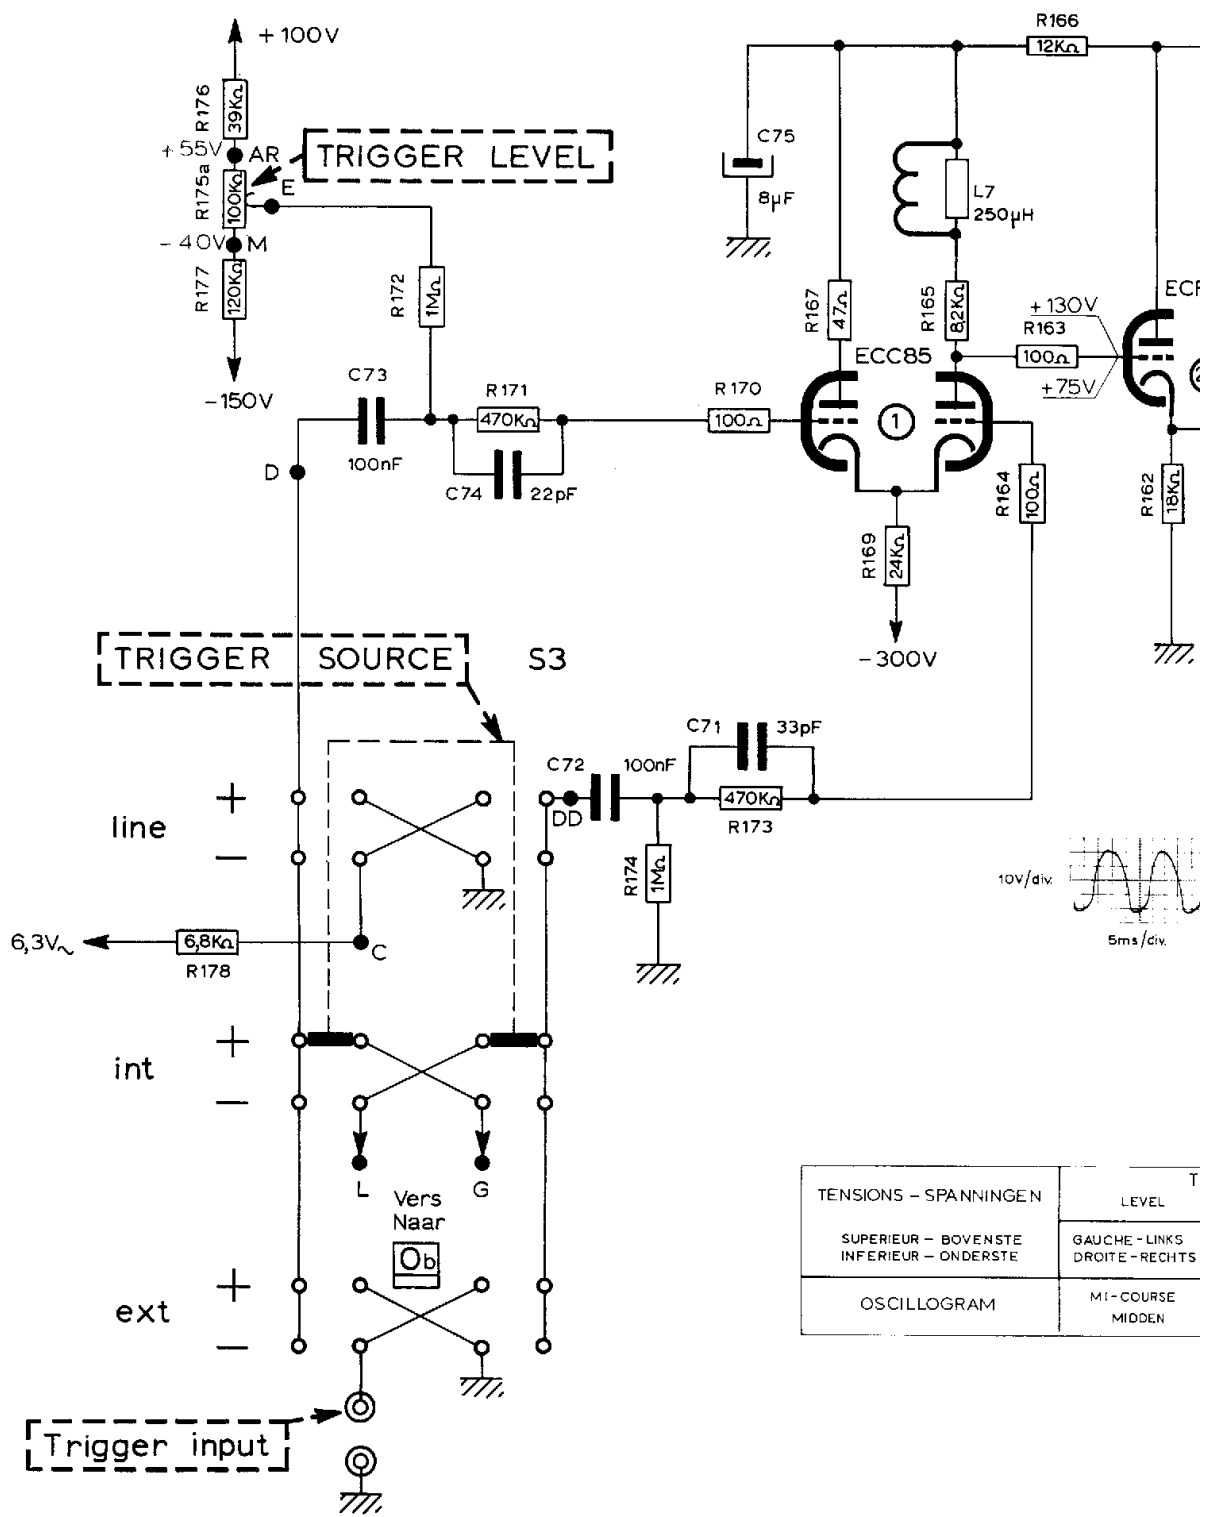 +100V
R176
39KΩ
+55V
AR
TRIGGER LEVEL
R175a
100KΩ
E
-40V
M
R177
120KΩ
-150V
R172
1MΩ
C73
100nF
R171
470KΩ
C74
22pF
D
R170
100Ω
C75
8µF
R166
12KΩ
L7
250µH
R167
47Ω
R165
8,2KΩ
ECC85
1
+130V
R163
100Ω
+75V
R164
100Ω
R162
18KΩ
R169
24KΩ
-300V
TRIGGER SOURCE
S3
C71
33pF
C72
100nF
DD
470KΩ
R173
R174
1MΩ
+
line
−
6,3V~
6,8KΩ
R178
C
10V/div.
5ms/div.
+
int
−
L
G
Vers
Naar
Ob
+
ext
−
Trigger input
TENSIONS – SPANNINGEN
T
LEVEL
SUPERIEUR – BOVENSTE
INFERIEUR – ONDERSTE
GAUCHE-LINKS
DROITE-RECHTS
OSCILLOGRAM
MI-COURSE
MIDDEN